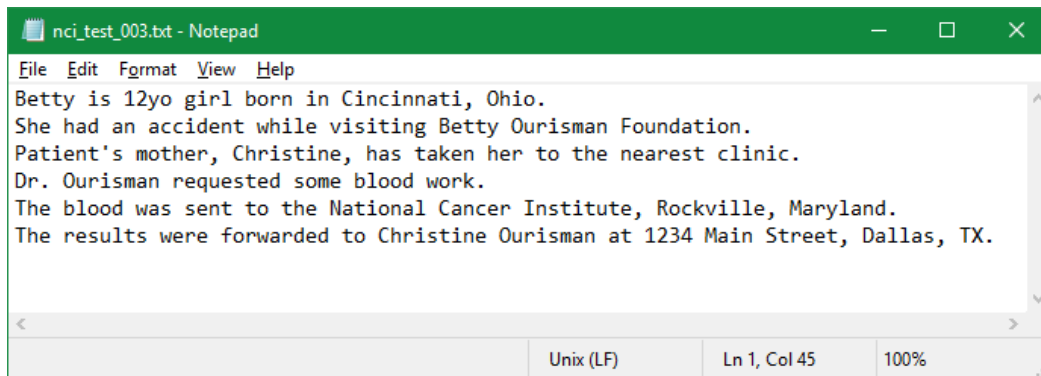 nci_test_003.txt - Notepad
File Edit Format View Help
Betty is 12yo girl born in Cincinnati, Ohio.
She had an accident while visiting Betty Ourisman Foundation.
Patient's mother, Christine, has taken her to the nearest clinic.
Dr. Ourisman requested some blood work.
The blood was sent to the National Cancer Institute, Rockville, Maryland.
The results were forwarded to Christine Ourisman at 1234 Main Street, Dallas, TX.
Unix (LF) Ln 1, Col 45 100%